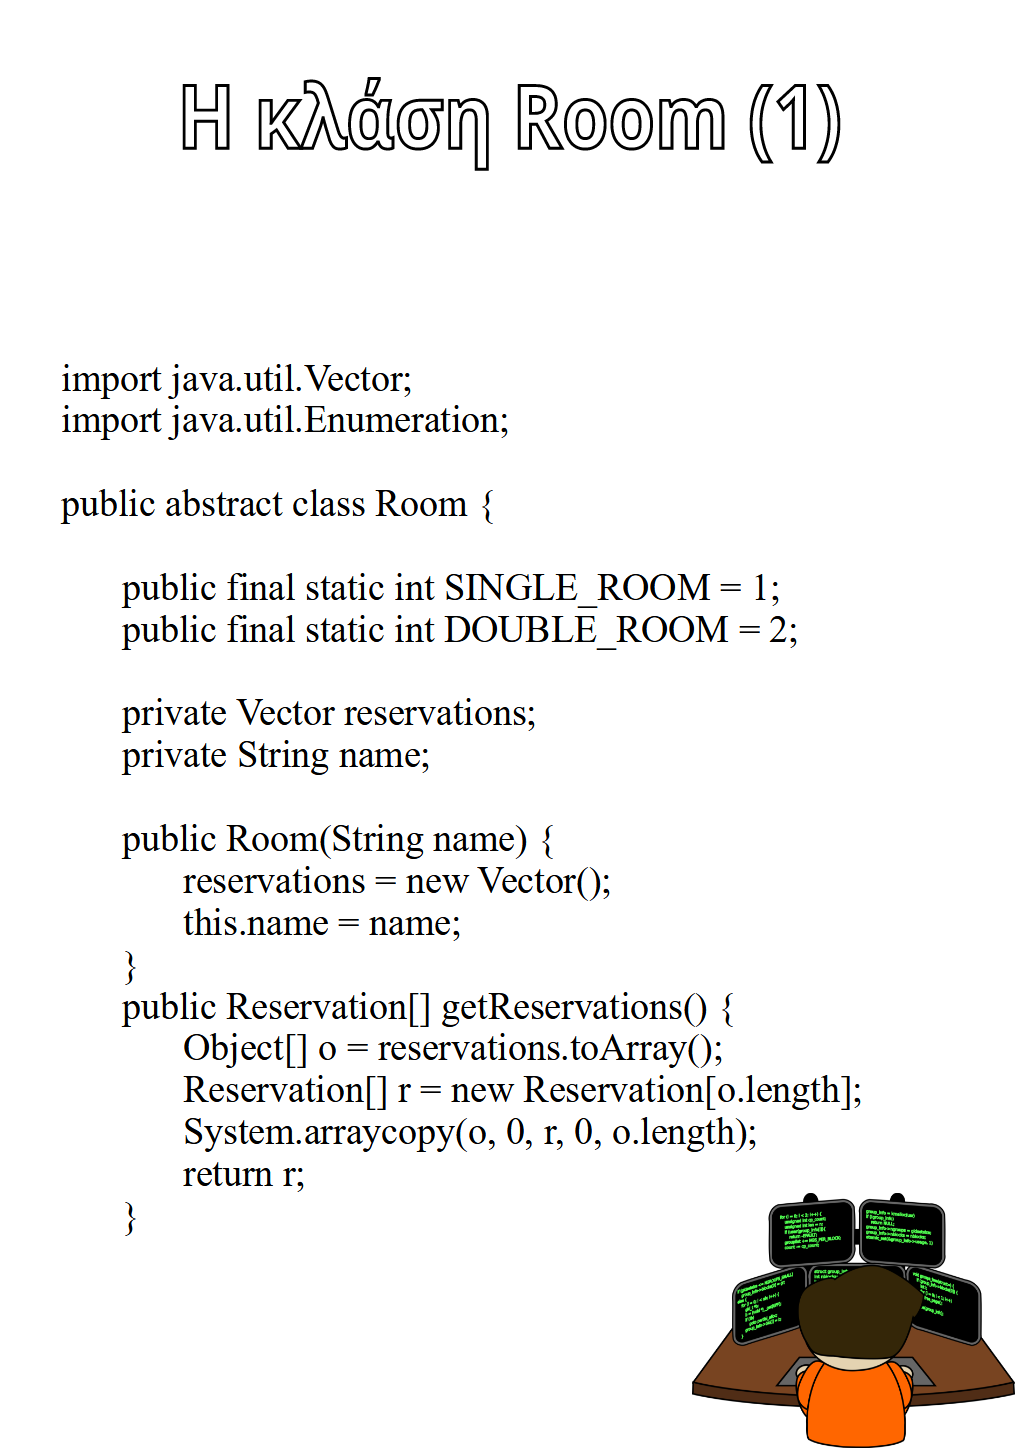 Η κλάση Room (1)
import java.util.Vector;
import java.util.Enumeration;
public abstract class Room {
public final static int SINGLE_ROOM = 1;
public final static int DOUBLE_ROOM = 2;
private Vector reservations;
private String name;
public Room(String name) {
reservations = new Vector();
this.name = name;
}
public Reservation[] getReservations() {
Object[] o = reservations.toArray();
Reservation[] r = new Reservation[o.length];
System.arraycopy(o, 0, r, 0, o.length);
return r;
}